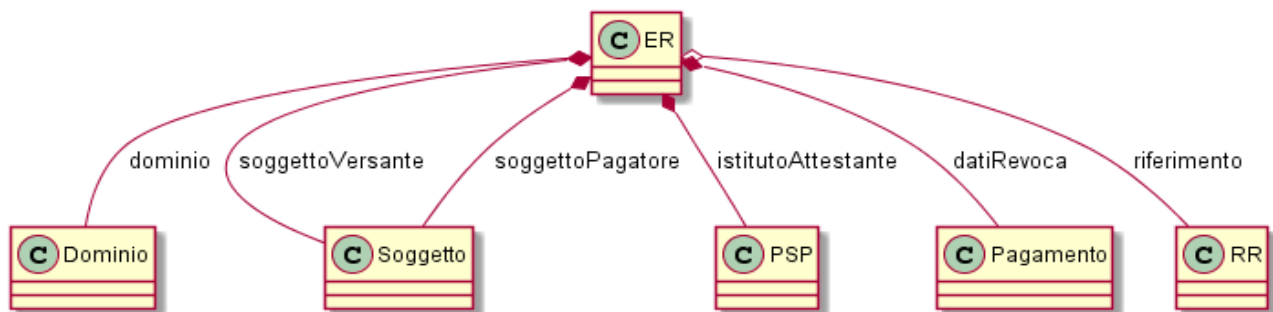 C ER
dominio
soggettoVersante
soggettoPagatore
istitutoAttestante
datiRevoca
riferimento
C Dominio
C Soggetto
C PSP
C Pagamento
C RR